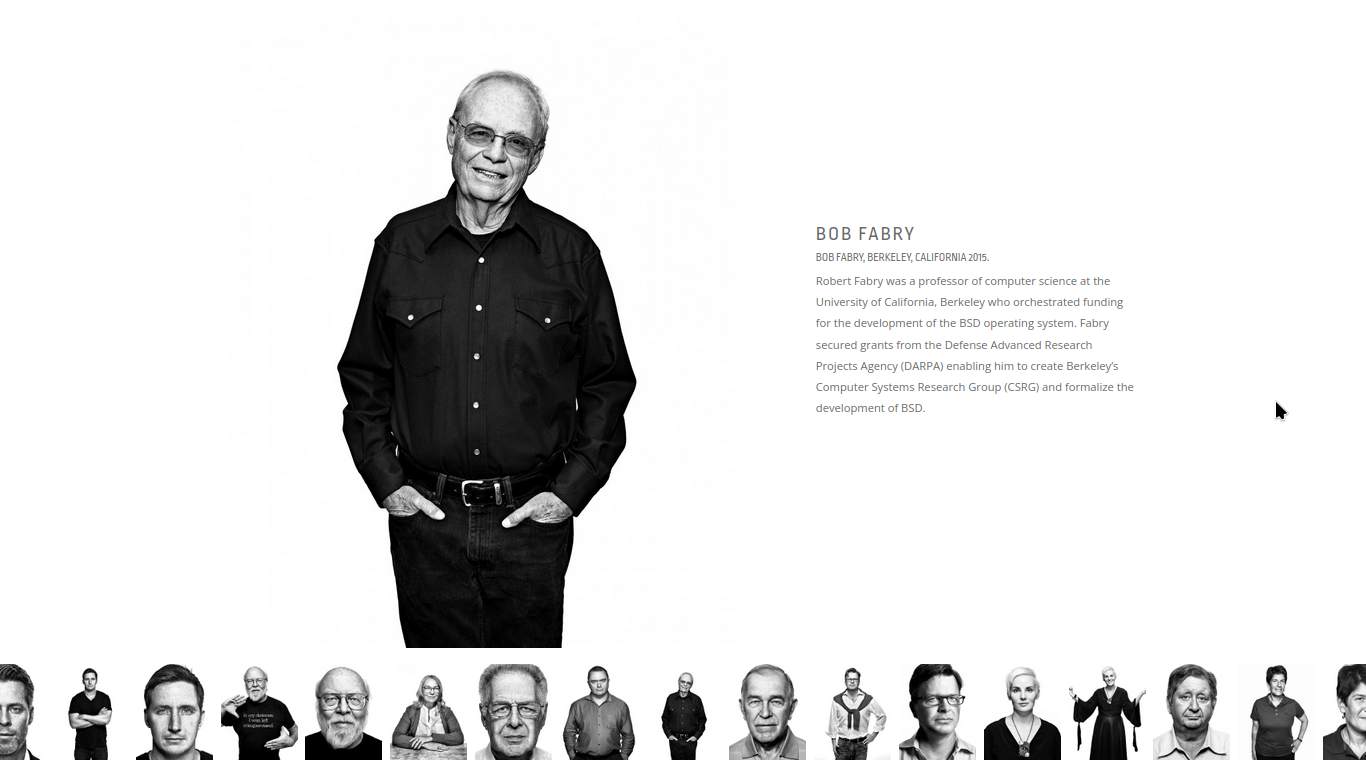 BOB FABRY
BOB FABRY, BERKELEY, CALIFORNIA 2015.
Robert Fabry was a professor of computer science at the
University of California, Berkeley who orchestrated funding
for the development of the BSD operating system. Fabry
secured grants from the Defense Advanced Research
Projects Agency (DARPA) enabling him to create Berkeley’s
Computer Systems Research Group (CSRG) and formalize the
development of BSD.